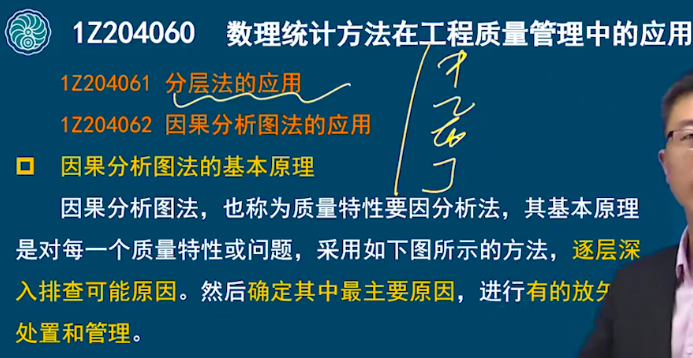 1Z204060 数理统计方法在工程质量管理中的应用
1Z204061 分层法的应用
1Z204062 因果分析图法的应用
因果分析图法的基本原理
因果分析图法，也称为质量特性要因分析法，其基本原理
是对每一个质量特性或问题，采用如下图所示的方法，逐层深
入排查可能原因。然后确定其中最主要原因，进行有的放矢
处置和管理。
乙
丁